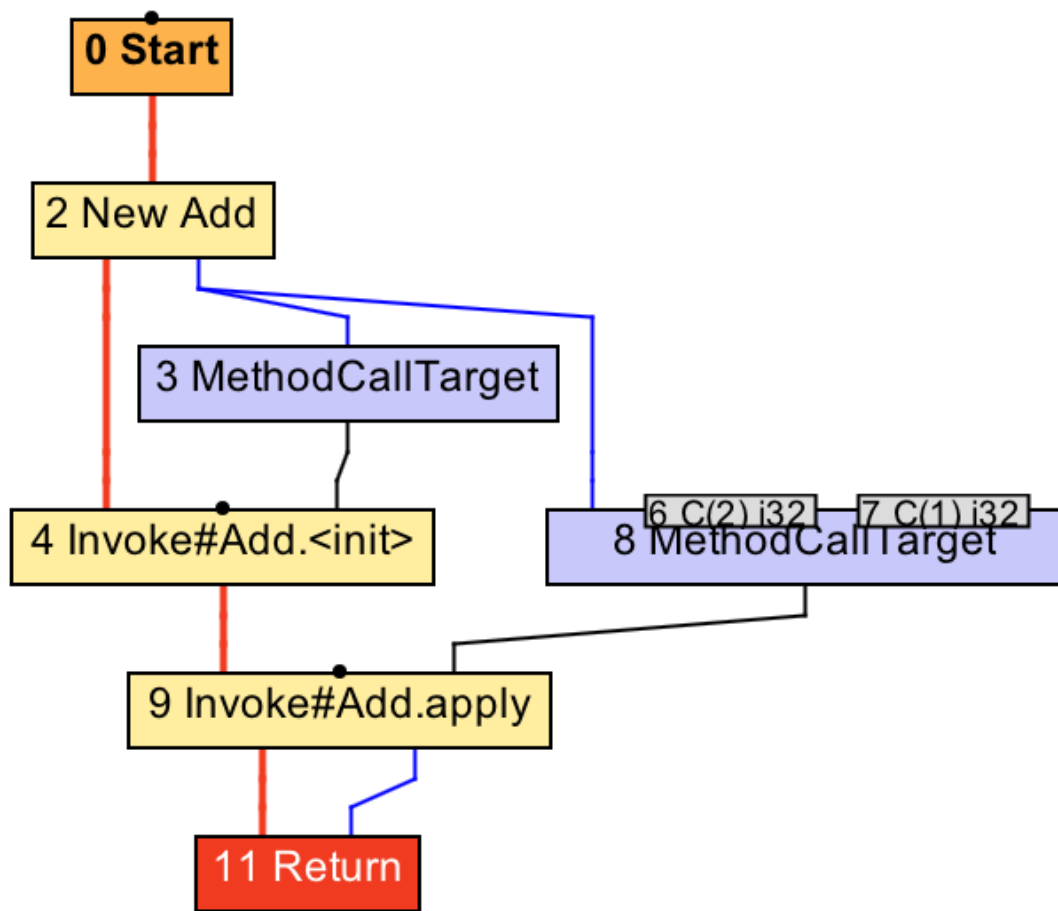 0 Start
2 New Add
3 MethodCallTarget
4 Invoke#Add.<init>
6 C(2) i32
7 C(1) i32
8 MethodCallTarget
9 Invoke#Add.apply
11 Return